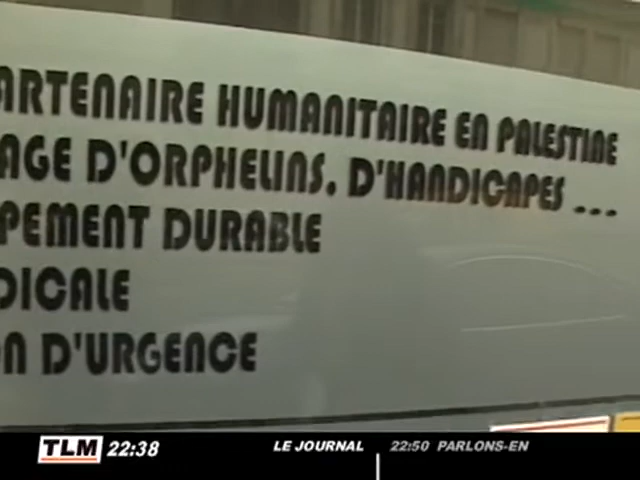 ARTENAIRE HUMANITAIRE EN PALESTINE
AGE D'ORPHELINS, D'HANDICAPES ...
PEMENT DURABLE
DICALE
N D'URGENCE
TLM 22:38 LE JOURNAL 22:50 PARLONS-EN